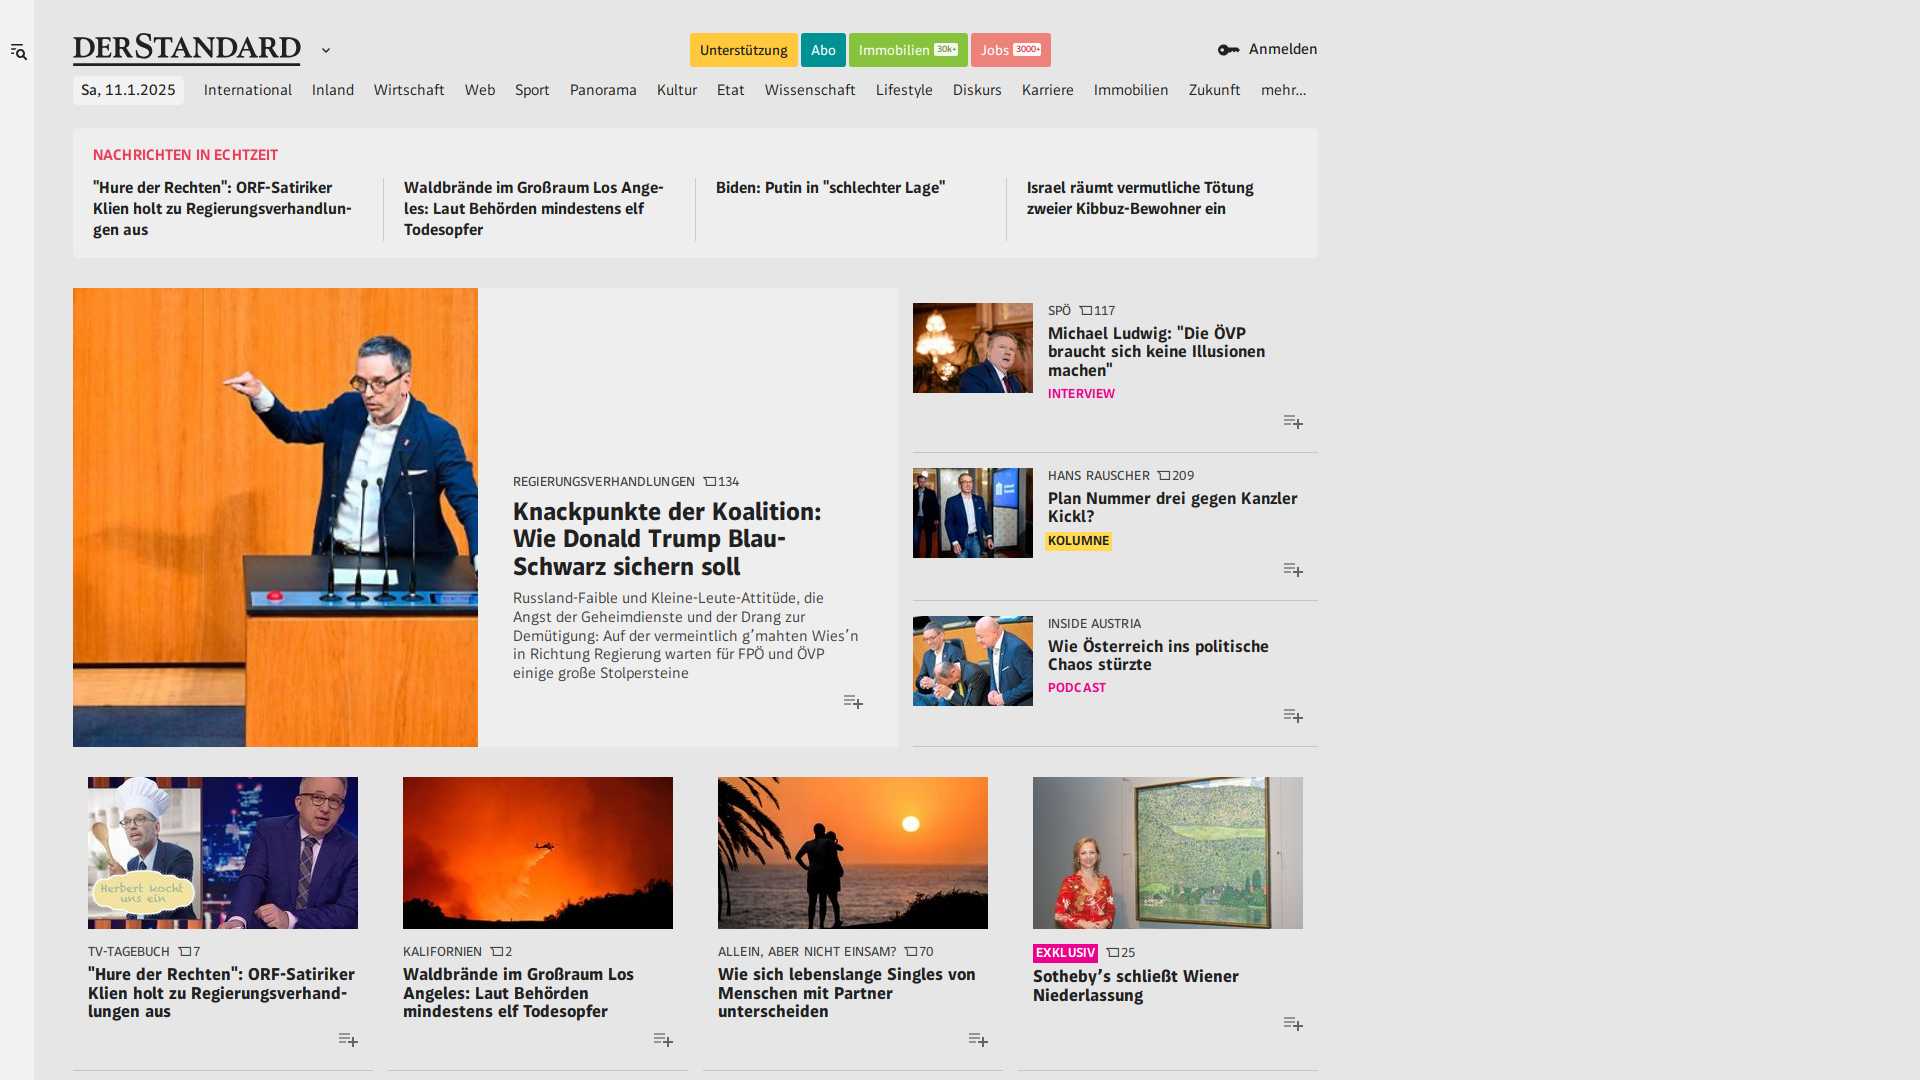 DERSTANDARD
Unterstützung
Abo
Immobilien 30k+
Jobs 3000+
Anmelden
Sa, 11.1.2025
International
Inland
Wirtschaft
Web
Sport
Panorama
Kultur
Etat
Wissenschaft
Lifestyle
Diskurs
Karriere
Immobilien
Zukunft
mehr…
NACHRICHTEN IN ECHTZEIT
"Hure der Rechten": ORF-Satiriker
Klien holt zu Regierungsverhandlun-
gen aus
Waldbrände im Großraum Los Ange-
les: Laut Behörden mindestens elf
Todesopfer
Biden: Putin in "schlechter Lage"
Israel räumt vermutliche Tötung
zweier Kibbuz-Bewohner ein
REGIERUNGSVERHANDLUNGEN 134
Knackpunkte der Koalition:
Wie Donald Trump Blau-
Schwarz sichern soll
Russland-Faible und Kleine-Leute-Attitüde, die
Angst der Geheimdienste und der Drang zur
Demütigung: Auf der vermeintlich g’mahten Wies’n
in Richtung Regierung warten für FPÖ und ÖVP
einige große Stolpersteine
SPÖ 117
Michael Ludwig: "Die ÖVP
braucht sich keine Illusionen
machen"
INTERVIEW
HANS RAUSCHER 209
Plan Nummer drei gegen Kanzler
Kickl?
KOLUMNE
INSIDE AUSTRIA
Wie Österreich ins politische
Chaos stürzte
PODCAST
Herbert kocht
uns ein
TV-TAGEBUCH 7
"Hure der Rechten": ORF-Satiriker
Klien holt zu Regierungsverhand-
lungen aus
KALIFORNIEN 2
Waldbrände im Großraum Los
Angeles: Laut Behörden
mindestens elf Todesopfer
ALLEIN, ABER NICHT EINSAM? 70
Wie sich lebenslange Singles von
Menschen mit Partner
unterscheiden
EXKLUSIV 25
Sotheby’s schließt Wiener
Niederlassung